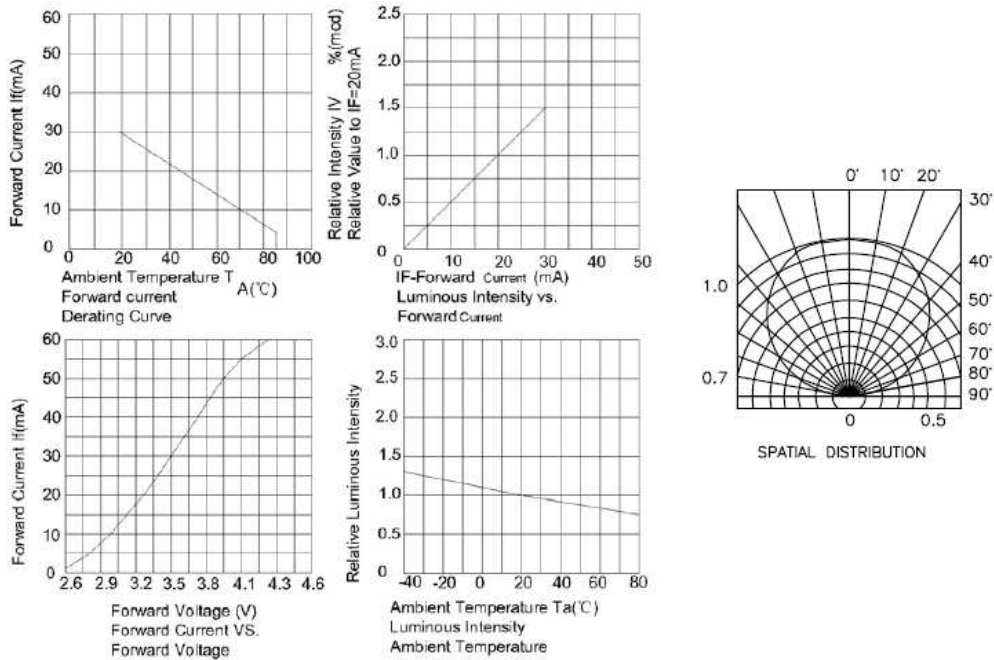 Forward Current If(mA)
60
50
40
30
20
10
0
0 20 40 60 80 100
Ambient Temperature T A(℃)
Forward current
Derating Curve
Relative Intensity IV %(mcd)
Relative Value to IF=20mA
2.5
2.0
1.5
1.0
0.5
0
10 20 30 40 50
IF-Forward Current (mA)
Luminous Intensity vs.
Forward Current
Forward Current If(mA)
60
50
40
30
20
10
0
2.6 2.9 3.2 3.5 3.8 4.1 4.3 4.6
Forward Voltage (V)
Forward Current VS.
Forward Voltage
Relative Luminous Intensity
3.0
2.5
2.0
1.5
1.0
0.5
0
-40 -20 0 20 40 60 80
Ambient Temperature Ta(℃)
Luminous Intensity
Ambient Temperature
0° 10° 20°
30°
40°
50°
60°
70°
80°
90°
1.0
0.7
0 0.5
SPATIAL DISTRIBUTION